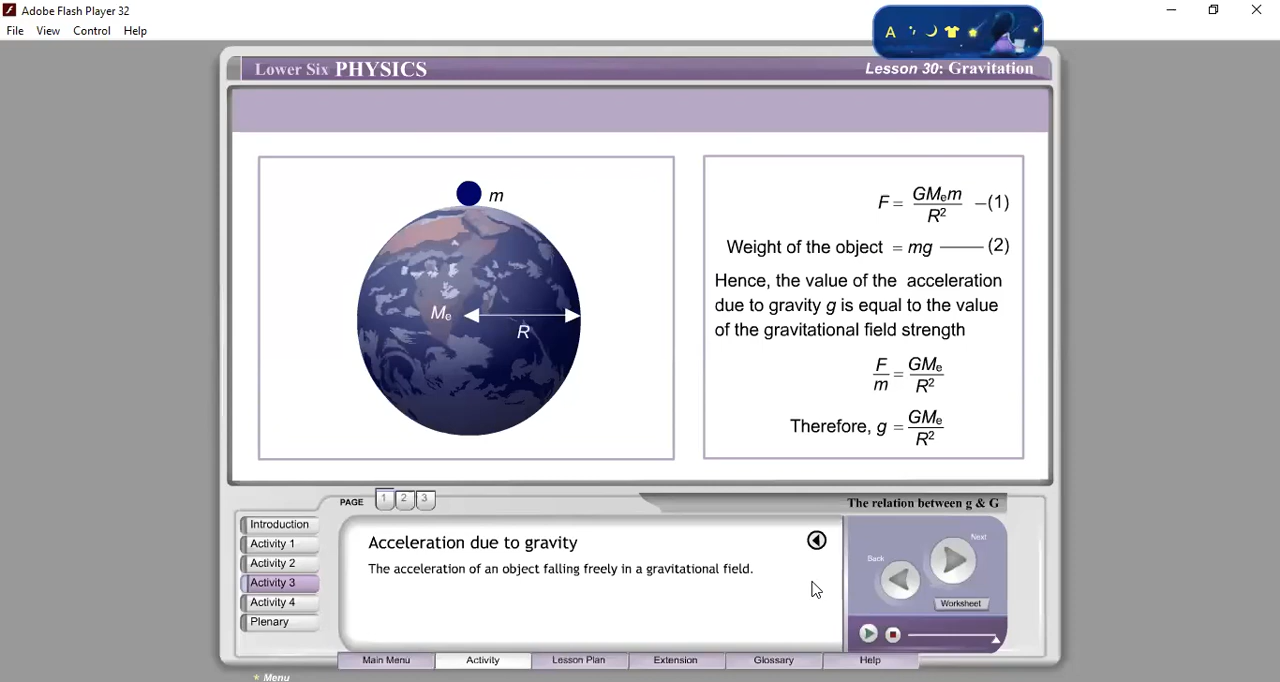 Adobe Flash Player 32
File View Control Help
A
Lower Six PHYSICS
Lesson 30: Gravitation
m
Me
R
F = GMem / R² –(1)
Weight of the object = mg —— (2)
Hence, the value of the acceleration
due to gravity g is equal to the value
of the gravitational field strength
F / m = GMe / R²
Therefore, g = GMe / R²
PAGE 1 2 3
The relation between g & G
Introduction
Activity 1
Activity 2
Activity 3
Activity 4
Plenary
Acceleration due to gravity
The acceleration of an object falling freely in a gravitational field.
Next
Back
Worksheet
Main Menu Activity Lesson Plan Extension Glossary Help
Menu